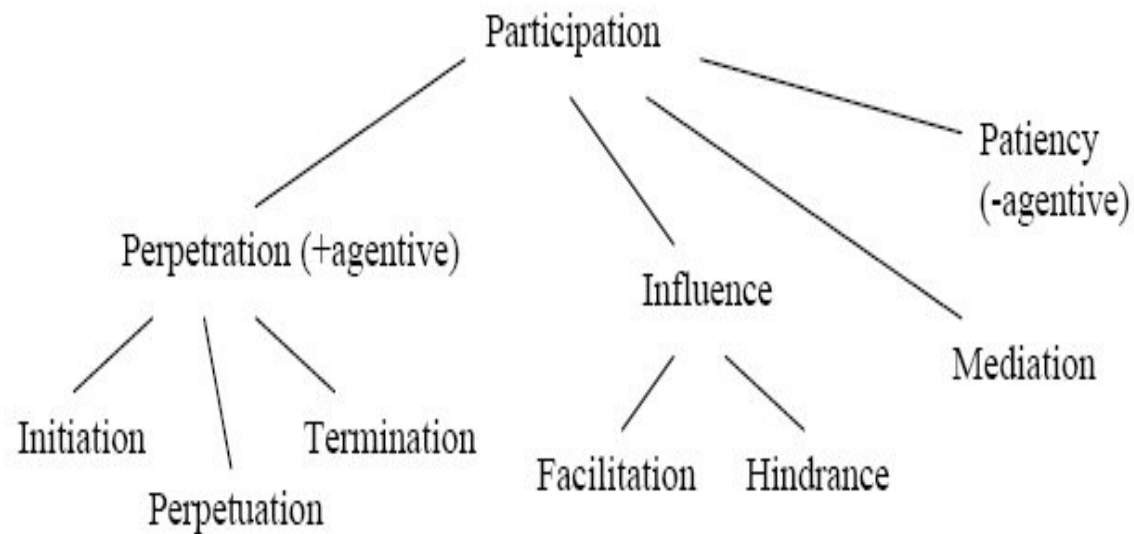 Participation
Patiency
(-agentive)
Perpetration (+agentive)
Influence
Mediation
Initiation
Termination
Perpetuation
Facilitation
Hindrance